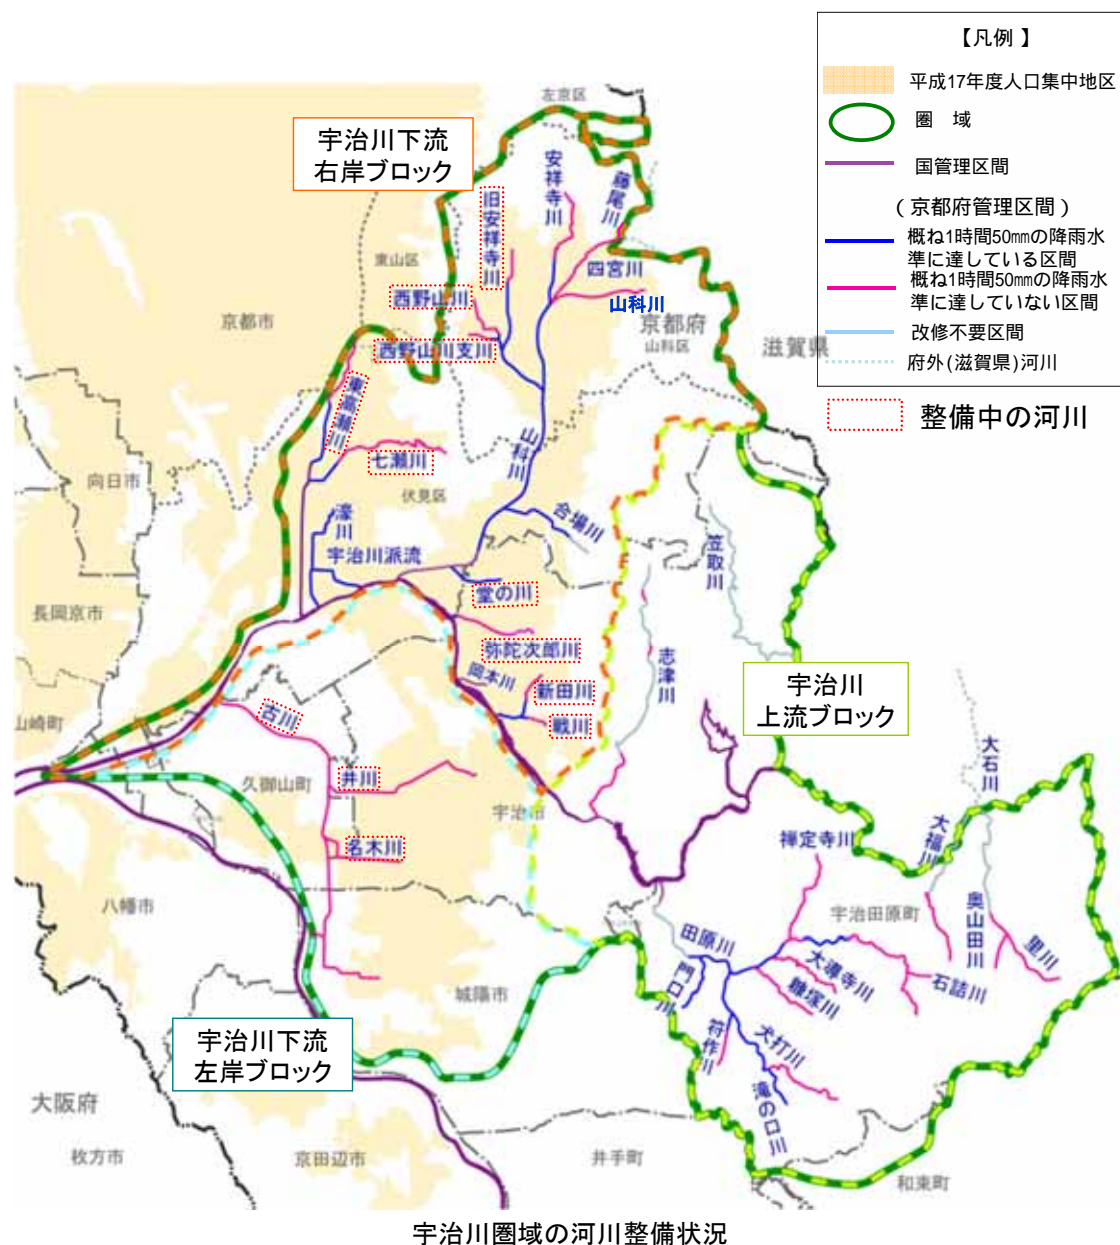 【凡例】
平成17年度人口集中地区
圏 域
国管理区間
(京都府管理区間)
概ね1時間50㎜の降雨水
準に達している区間
概ね1時間50㎜の降雨水
準に達していない区間
改修不要区間
府外(滋賀県)河川
整備中の河川
左京区
宇治川下流
右岸ブロック
安祥寺川
藤尾川
旧安祥寺川
東山区
四宮川
西野山川
山科川
京都市
京都府
山科区
滋賀県
西野山川支川
東高瀬川
山科川
七瀬川
向日市
伏見区
濠川
合場川
笠取川
宇治川派流
堂の川
長岡京市
弥陀次郎川
志津川
岡本川
新田川
宇治川
上流ブロック
戦川
古川
山崎町
大石川
井川
久御山町
宇治市
禅定寺川
大福川
名木川
八幡市
宇治田原町
奥山田川
里川
田原川
大導寺川
石詰川
門口川
糠塚川
城陽市
符作川
犬打川
宇治川下流
左岸ブロック
滝の口川
大阪府
枚方市
京田辺市
井手町
和束町
宇治川圏域の河川整備状況